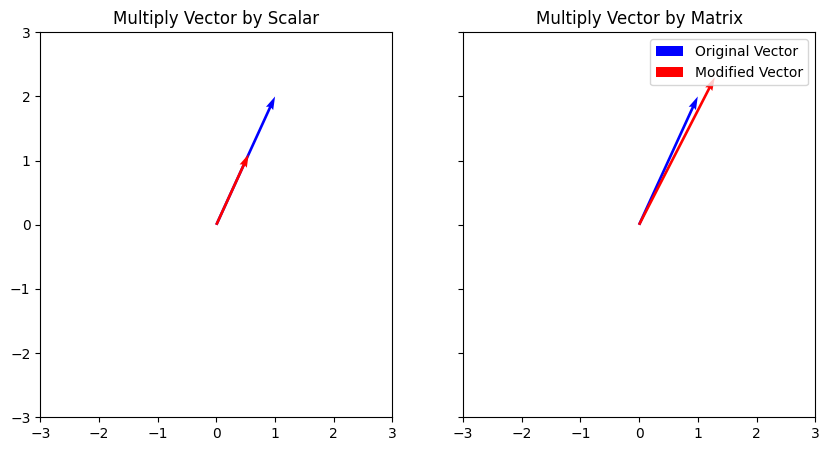 Multiply Vector by Scalar
Multiply Vector by Matrix
3
2
1
0
−1
−2
−3
Original Vector
Modified Vector
−3 −2 −1 0 1 2 3
−3 −2 −1 0 1 2 3